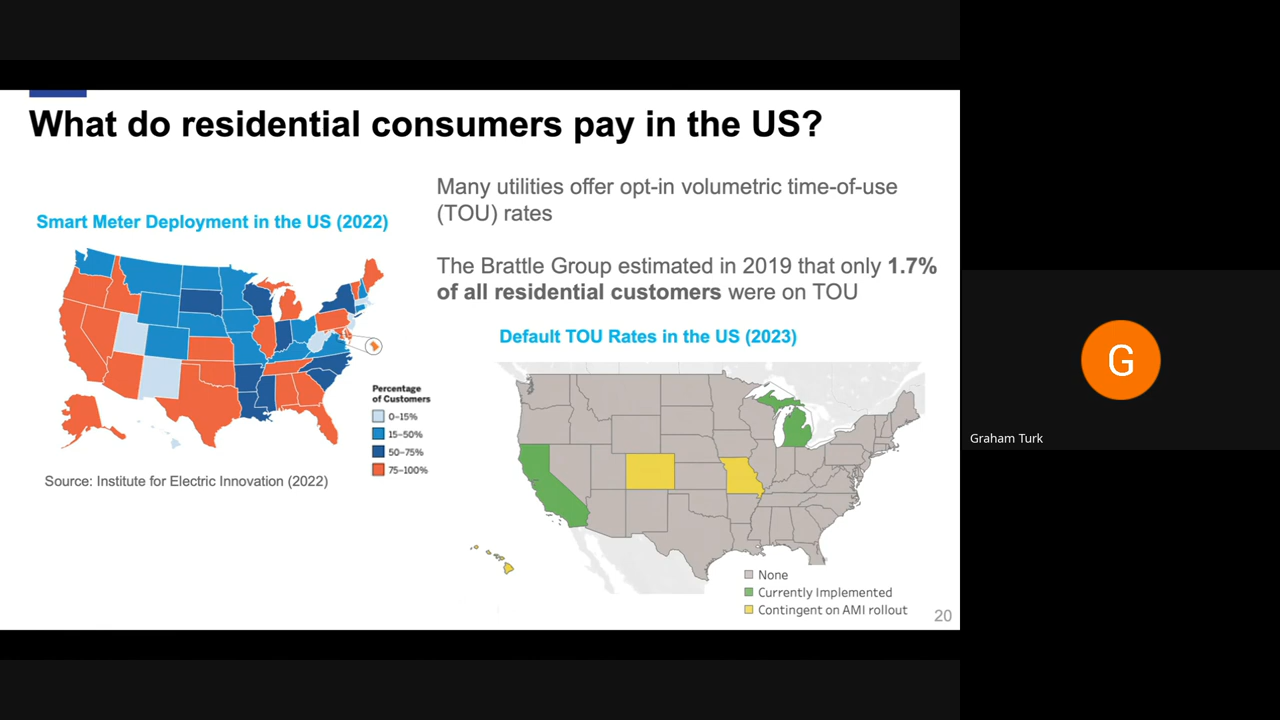 What do residential consumers pay in the US?
Many utilities offer opt-in volumetric time-of-use
(TOU) rates
Smart Meter Deployment in the US (2022)
The Brattle Group estimated in 2019 that only 1.7%
of all residential customers were on TOU
Default TOU Rates in the US (2023)
Percentage
of Customers
0–15%
15–50%
50–75%
75–100%
Source: Institute for Electric Innovation (2022)
None
Currently Implemented
Contingent on AMI rollout
20
G
Graham Turk